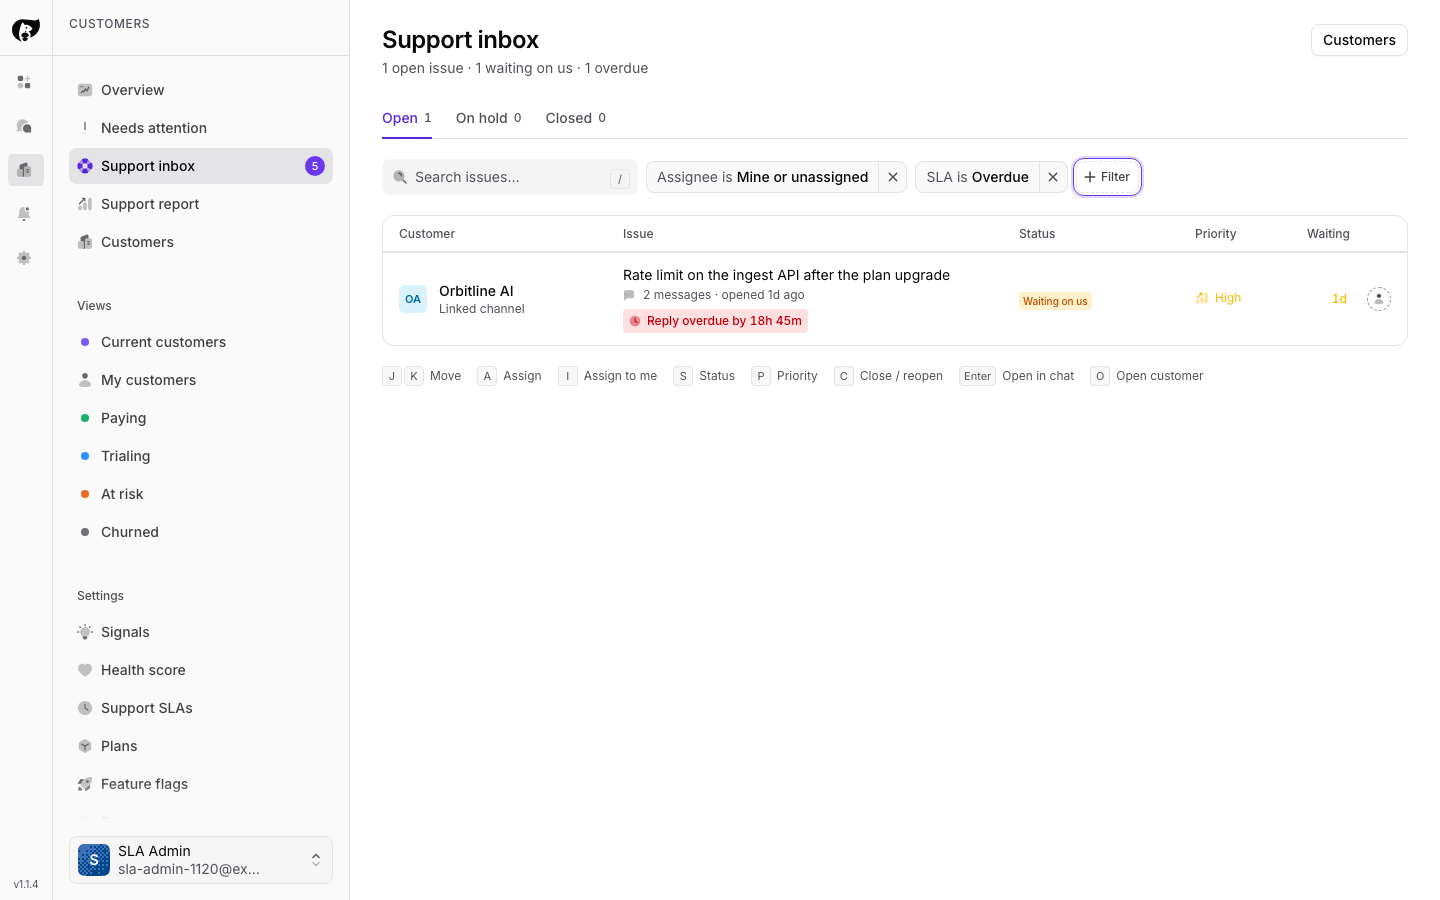 CUSTOMERS
Overview
Needs attention
Support inbox 5
Support report
Customers
Views
Current customers
My customers
Paying
Trialing
At risk
Churned
Settings
Signals
Health score
Support SLAs
Plans
Feature flags
S
SLA Admin
sla-admin-1120@ex...
v1.1.4
Support inbox
Customers
1 open issue · 1 waiting on us · 1 overdue
Open 1 On hold 0 Closed 0
Search issues... / Assignee is Mine or unassigned SLA is Overdue Filter
Customer Issue Status Priority Waiting
OA
Orbitline AI
Linked channel
Rate limit on the ingest API after the plan upgrade
2 messages · opened 1d ago
Reply overdue by 18h 45m
Waiting on us
High
1d
J K Move A Assign I Assign to me S Status P Priority C Close / reopen Enter Open in chat O Open customer